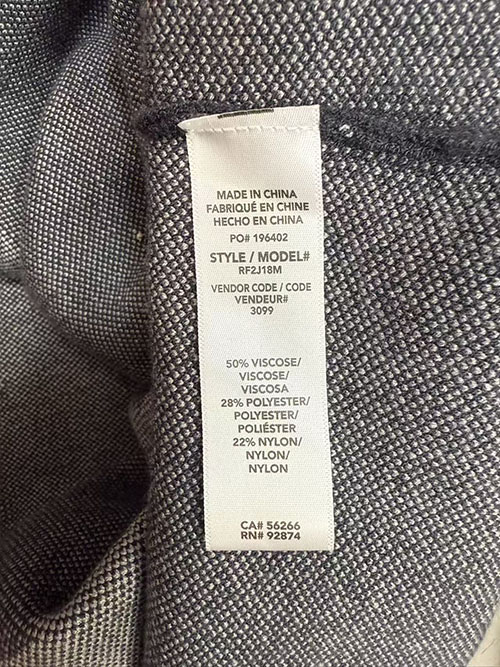 MADE IN CHINA
FABRIQUÉ EN CHINE
HECHO EN CHINA
PO# 196402
STYLE / MODEL#
RF2J18M
VENDOR CODE / CODE
VENDEUR#
3099
50% VISCOSE/
VISCOSE/
VISCOSA
28% POLYESTER/
POLYESTER/
POLIÉSTER
22% NYLON/
NYLON/
NYLON
CA# 56266
RN# 92874